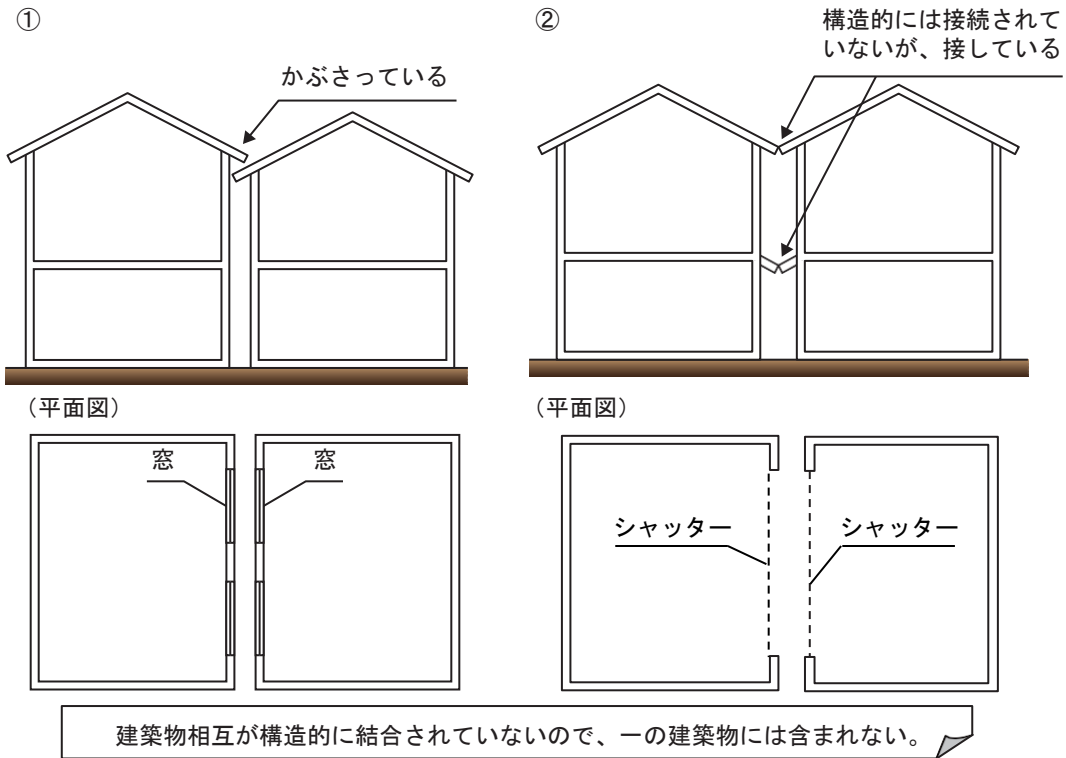 ①
かぶさっている
②
構造的には接続されて
いないが、接している
（平面図）
窓
窓
（平面図）
シャッター
シャッター
建築物相互が構造的に結合されていないので、一の建築物には含まれない。